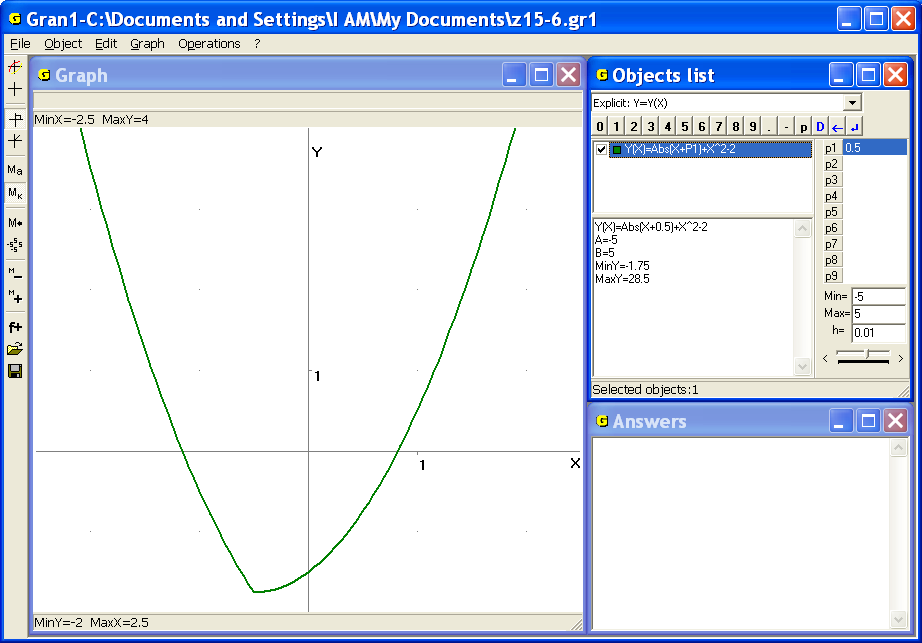 Gran1-C:\Documents and Settings\I AM\My Documents\z15-6.gr1
File Object Edit Graph Operations ?
Graph
MinX=-2.5 MaxY=4
Y
1
1
X
MinY=-2 MaxX=2.5
Ma
Mк
M
M
M
f+
Objects list
Explicit: Y=Y(X)
0 1 2 3 4 5 6 7 8 9 . - p D ← ↵
Y(X)=Abs(X+P1)+X^2-2
p1 0.5
p2
p3
p4
p5
p6
p7
p8
p9
Y(X)=Abs(X+0.5)+X^2-2
A=-5
B=5
MinY=-1.75
MaxY=28.5
Min= -5
Max= 5
h= 0.01
< >
Selected objects:1
Answers